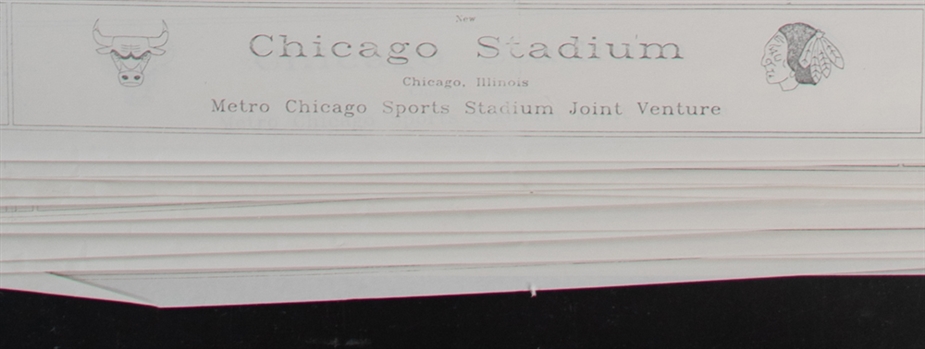 New
Chicago Stadium
Chicago, Illinois
Metro Chicago Sports Stadium Joint Venture